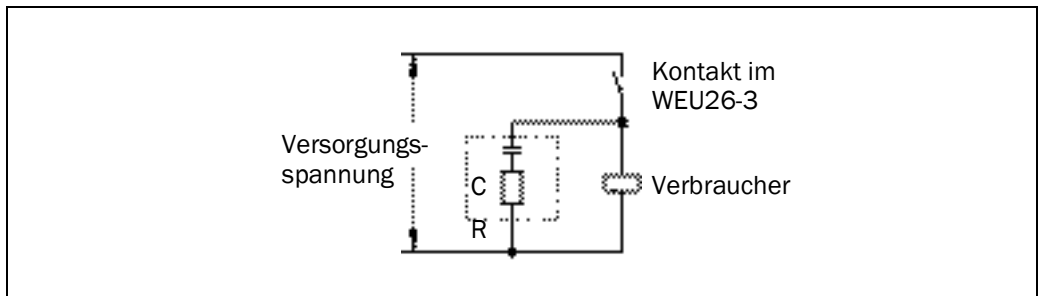 Kontakt im
WEU26-3
Versorgungs-
spannung
C
Verbraucher
R